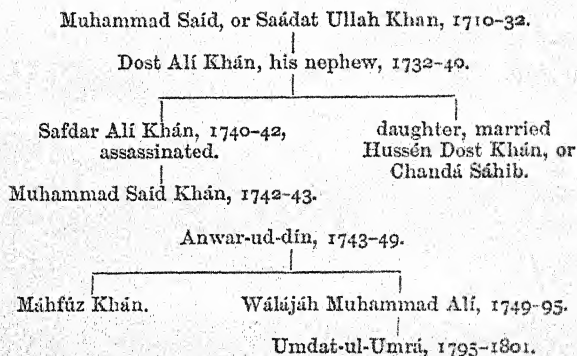 Muhammad Said, or Saádat Ullah Khan, 1710-32.
Dost Alí Khán, his nephew, 1732-40.
Safdar Alí Khán, 1740-42,
assassinated.
daughter, married
Hussén Dost Khán, or
Chandá Sáhib.
Muhammad Said Khán, 1742-43.
Anwar-ud-dín, 1743-49.
Máhfúz Khán.
Wálájáh Muhammad Alí, 1749-95.
Umdat-ul-Umrá, 1795-1801.